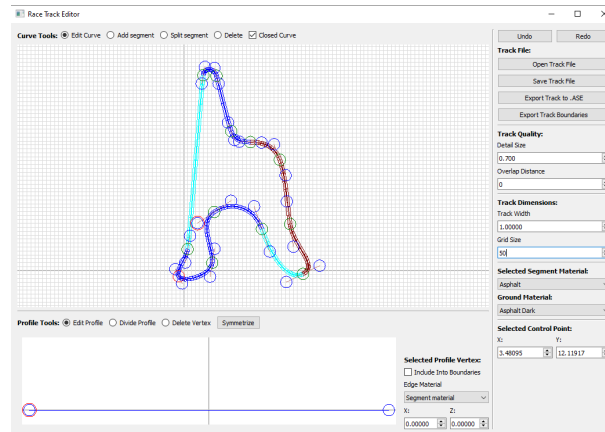 Race Track Editor
Curve Tools: Edit Curve Add segment Split segment Delete Closed Curve
Undo Redo
Track File:
Open Track File
Save Track File
Export Track to .ASE
Export Track Boundaries
Track Quality:
Detail Size
0.700
Overlap Distance
0
Track Dimensions:
Track Width
1.00000
Grid Size
50
Selected Segment Material:
Asphalt
Ground Material:
Asphalt Dark
Selected Control Point:
X: Y:
3.48095 12.11917
Profile Tools: Edit Profile Divide Profile Delete Vertex Symmetrize
Selected Profile Vertex:
Include Into Boundaries
Edge Material
Segment material
X: Z:
0.00000 0.00000